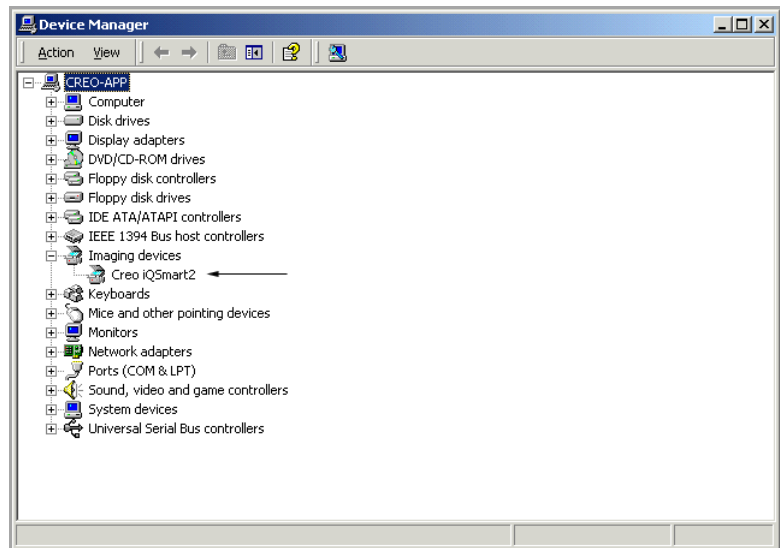 Device Manager
Action View
CREO-APP
Computer
Disk drives
Display adapters
DVD/CD-ROM drives
Floppy disk controllers
Floppy disk drives
IDE ATA/ATAPI controllers
IEEE 1394 Bus host controllers
Imaging devices
Creo iQSmart2
Keyboards
Mice and other pointing devices
Monitors
Network adapters
Ports (COM & LPT)
Sound, video and game controllers
System devices
Universal Serial Bus controllers